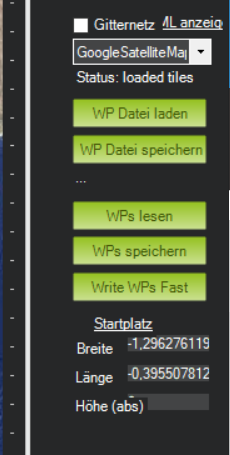 Gitternetz ML anzeig
GoogleSatelliteMap
Status: loaded tiles
WP Datei laden
WP Datei speichern
...
WPs lesen
WPs speichern
Write WPs Fast
Startplatz
Breite -1,296276119
Länge -0,395507812
Höhe (abs)